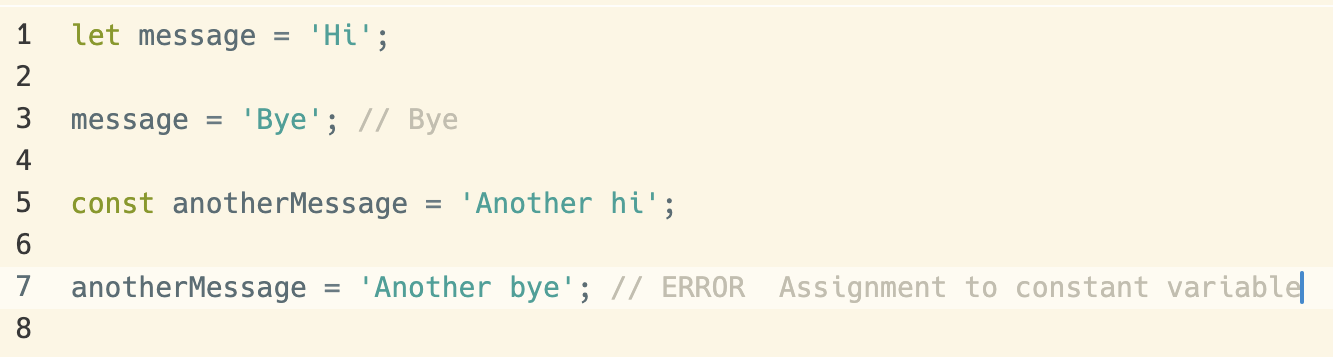 1 let message = 'Hi';
2
3 message = 'Bye'; // Bye
4
5 const anotherMessage = 'Another hi';
6
7 anotherMessage = 'Another bye'; // ERROR  Assignment to constant variable
8